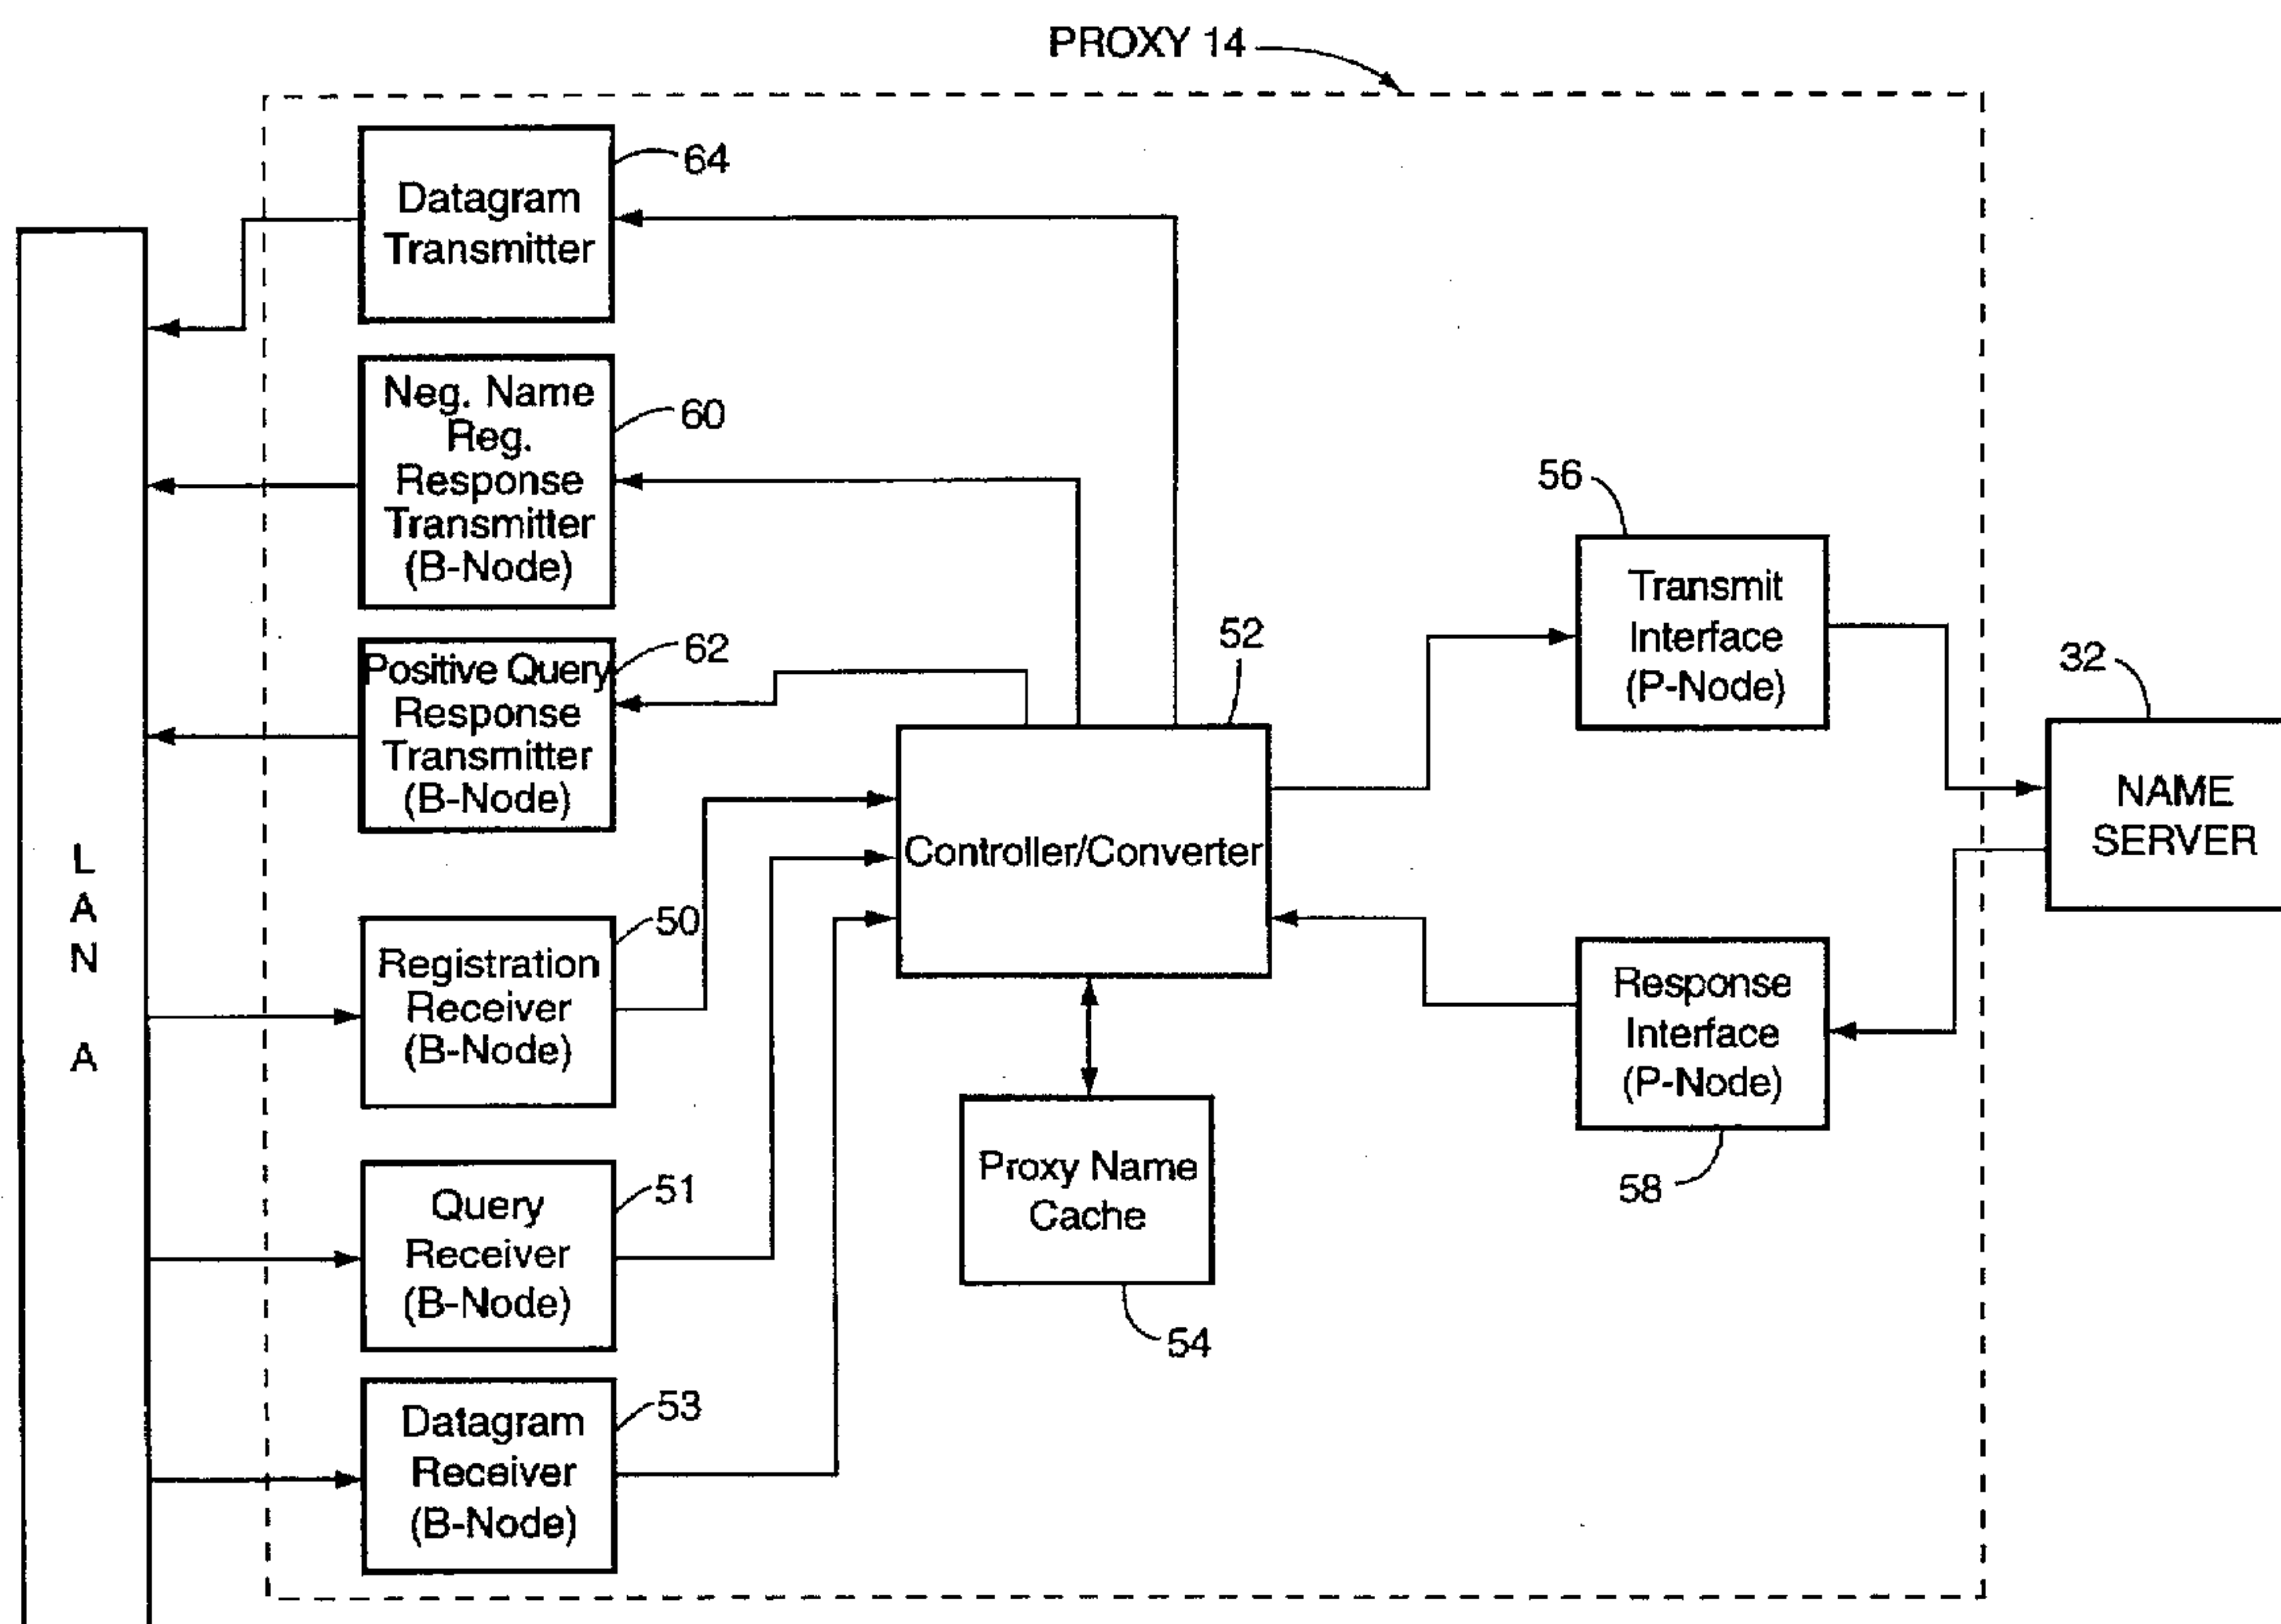 PROXY 14
64
Datagram
Transmitter
Neg. Name
Reg.
Response
Transmitter
(B-Node)
60
56
Transmit
Interface
(P-Node)
Positive Query
Response
Transmitter
(B-Node)
62
52
32
NAME
SERVER
Controller/Converter
L
A
N
A
50
Registration
Receiver
(B-Node)
Response
Interface
(P-Node)
58
Proxy Name
Cache
54
51
Query
Receiver
(B-Node)
53
Datagram
Receiver
(B-Node)